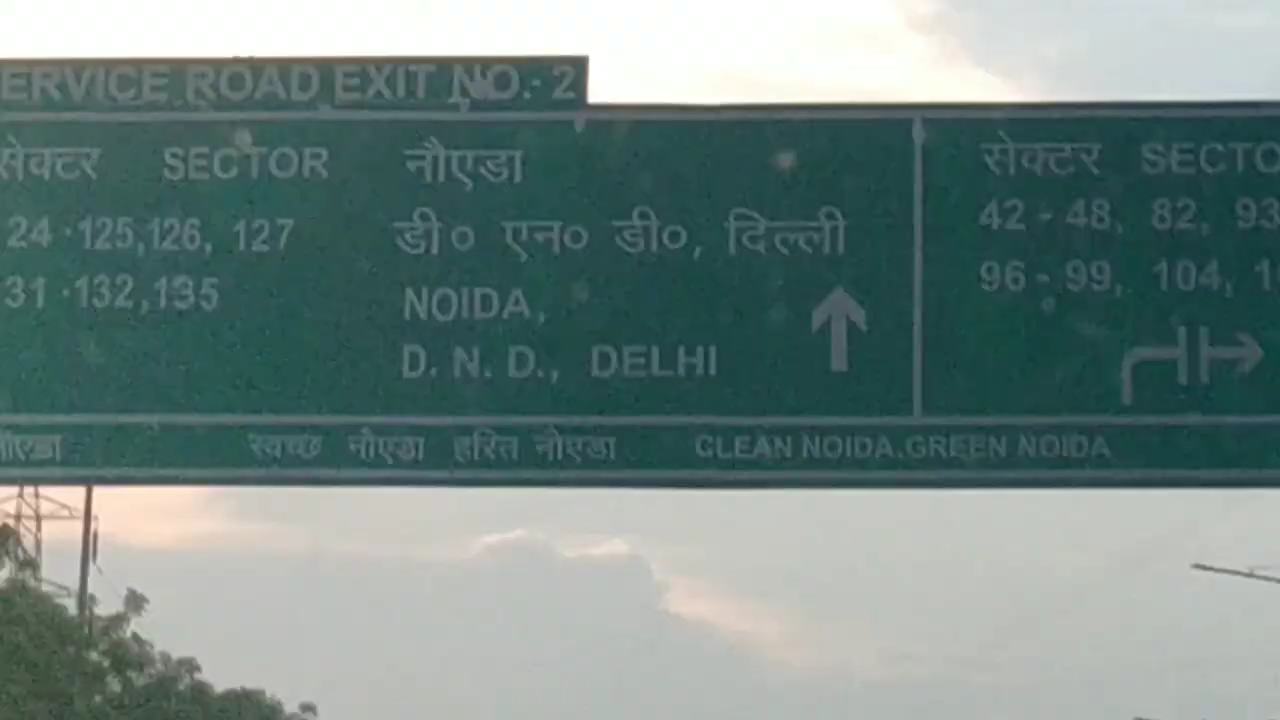 ERVICE ROAD EXIT NO.-2
सेक्टर SECTOR
24-125,126, 127
31-132,135
नौएडा
डी० एन० डी०, दिल्ली
NOIDA,
D. N. D., DELHI
सेक्टर SECTO
42-48, 82, 93
96-99, 104, 1
नौएडा स्वच्छ नौएडा हरित नौएडा CLEAN NOIDA.GREEN NOIDA